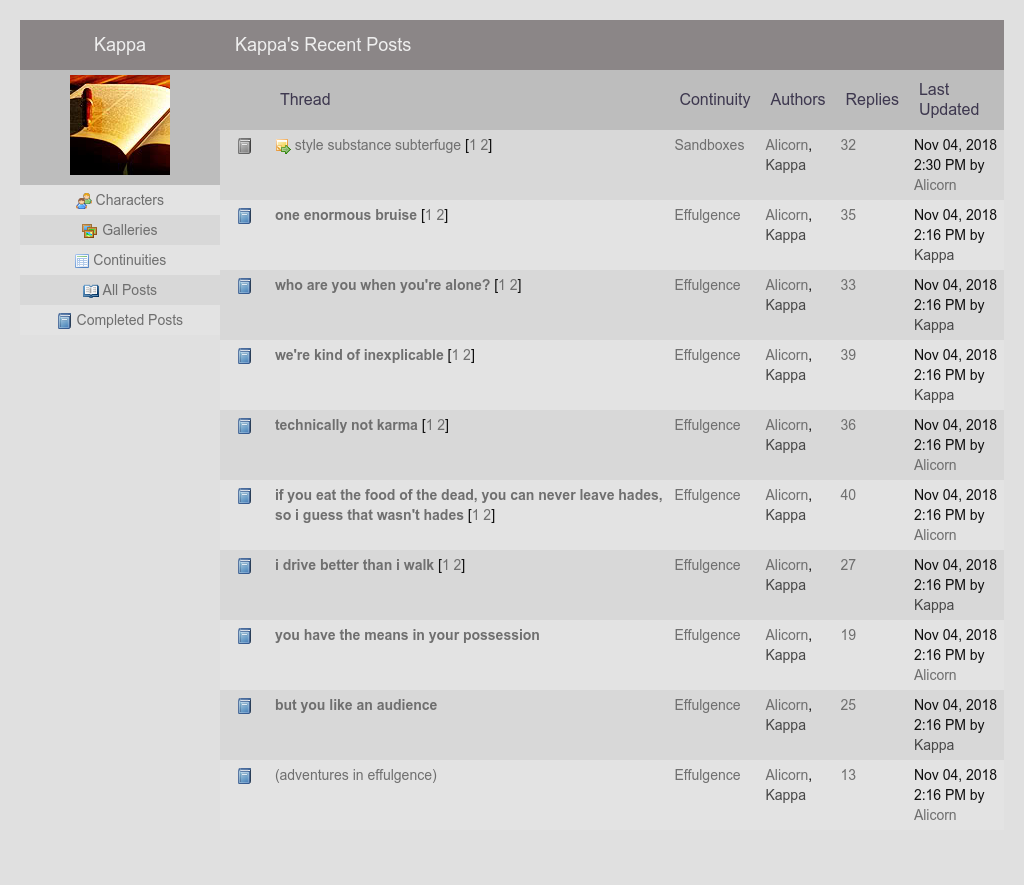 Kappa
Kappa's Recent Posts
Characters
Galleries
Continuities
All Posts
Completed Posts
Thread Continuity Authors Replies Last Updated
style substance subterfuge [1 2] Sandboxes Alicorn, Kappa 32 Nov 04, 2018 2:30 PM by Alicorn
one enormous bruise [1 2] Effulgence Alicorn, Kappa 35 Nov 04, 2018 2:16 PM by Kappa
who are you when you're alone? [1 2] Effulgence Alicorn, Kappa 33 Nov 04, 2018 2:16 PM by Kappa
we're kind of inexplicable [1 2] Effulgence Alicorn, Kappa 39 Nov 04, 2018 2:16 PM by Kappa
technically not karma [1 2] Effulgence Alicorn, Kappa 36 Nov 04, 2018 2:16 PM by Alicorn
if you eat the food of the dead, you can never leave hades, so i guess that wasn't hades [1 2] Effulgence Alicorn, Kappa 40 Nov 04, 2018 2:16 PM by Alicorn
i drive better than i walk [1 2] Effulgence Alicorn, Kappa 27 Nov 04, 2018 2:16 PM by Kappa
you have the means in your possession Effulgence Alicorn, Kappa 19 Nov 04, 2018 2:16 PM by Alicorn
but you like an audience Effulgence Alicorn, Kappa 25 Nov 04, 2018 2:16 PM by Kappa
(adventures in effulgence) Effulgence Alicorn, Kappa 13 Nov 04, 2018 2:16 PM by Alicorn